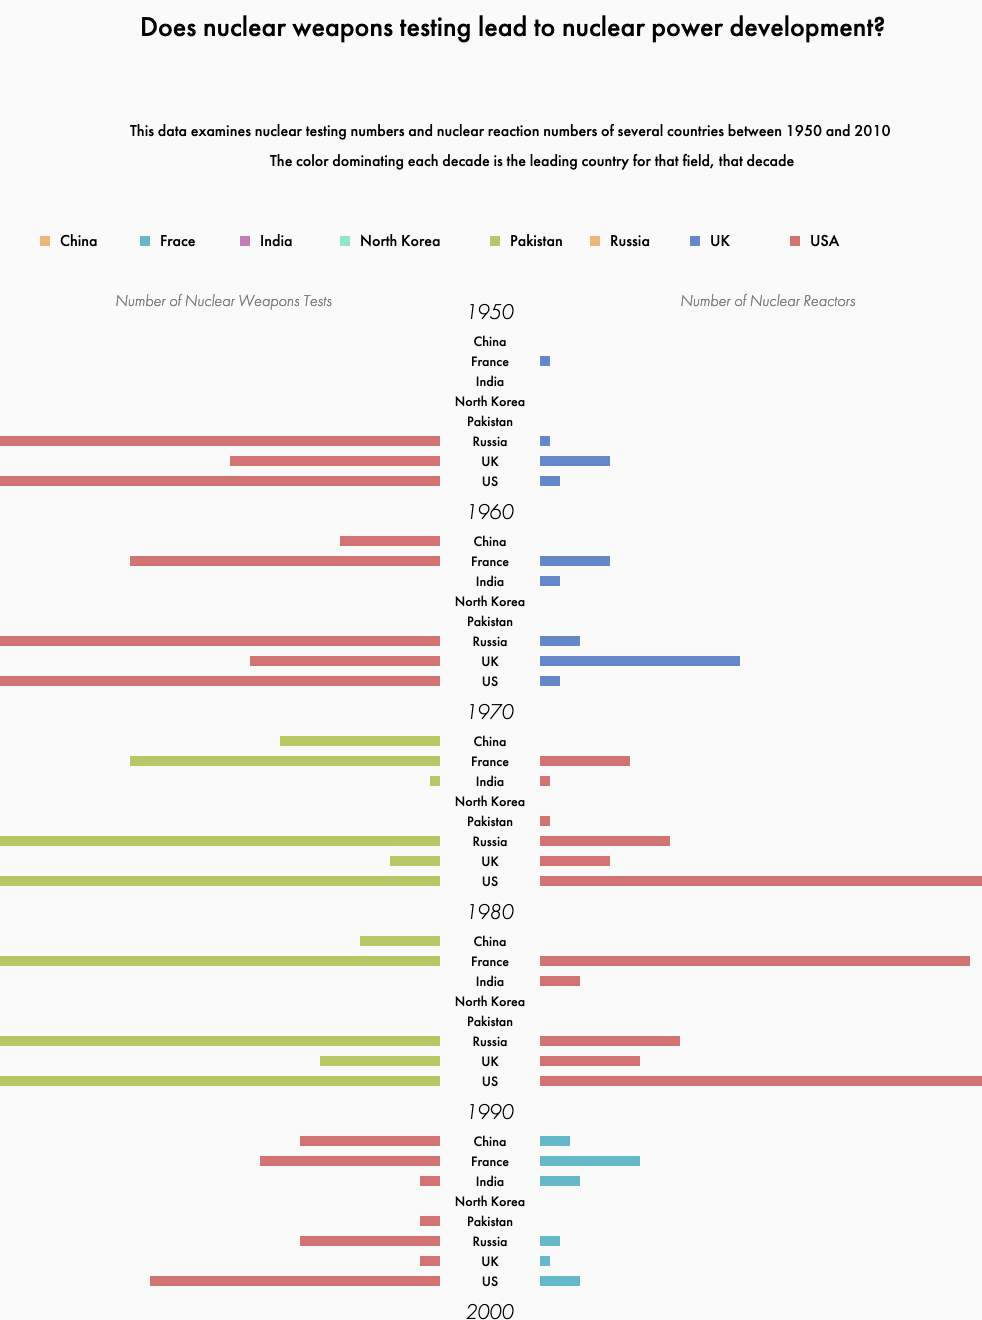 Does nuclear weapons testing lead to nuclear power development?
This data examines nuclear testing numbers and nuclear reaction numbers of several countries between 1950 and 2010
The color dominating each decade is the leading country for that field, that decade
China Frace India North Korea Pakistan Russia UK USA
Number of Nuclear Weapons Tests
Number of Nuclear Reactors
1950
China
France
India
North Korea
Pakistan
Russia
UK
US
1960
China
France
India
North Korea
Pakistan
Russia
UK
US
1970
China
France
India
North Korea
Pakistan
Russia
UK
US
1980
China
France
India
North Korea
Pakistan
Russia
UK
US
1990
China
France
India
North Korea
Pakistan
Russia
UK
US
2000